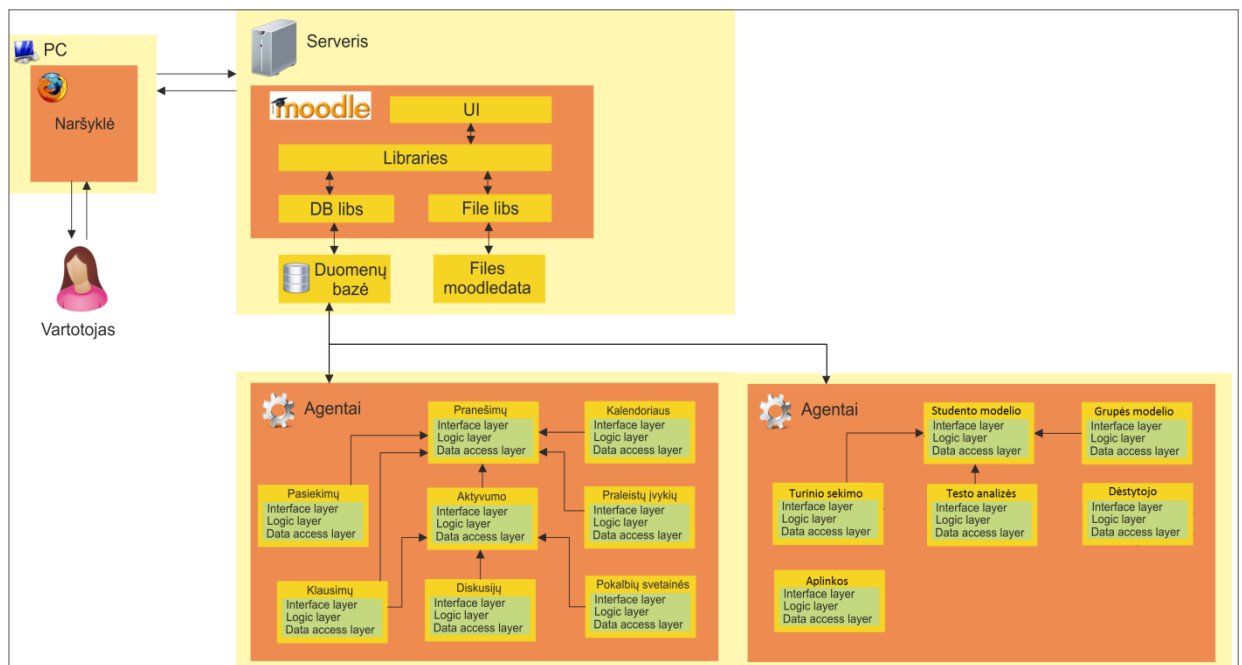 PC
Naršyklė
Vartotojas
Serveris
moodle
UI
Libraries
DB libs
File libs
Duomenų
bazė
Files
moodledata
Agentai
Pranešimų
Interface layer
Logic layer
Data access layer
Kalendoriaus
Interface layer
Logic layer
Data access layer
Pasiekimų
Interface layer
Logic layer
Data access layer
Aktyvumo
Interface layer
Logic layer
Data access layer
Praleistų įvykių
Interface layer
Logic layer
Data access layer
Klausimų
Interface layer
Logic layer
Data access layer
Diskusijų
Interface layer
Logic layer
Data access layer
Pokalbių svetainės
Interface layer
Logic layer
Data access layer
Agentai
Studento modelio
Interface layer
Logic layer
Data access layer
Grupės modelio
Interface layer
Logic layer
Data access layer
Turinio sekimo
Interface layer
Logic layer
Data access layer
Testo analizės
Interface layer
Logic layer
Data access layer
Dėstytojo
Interface layer
Logic layer
Data access layer
Aplinkos
Interface layer
Logic layer
Data access layer